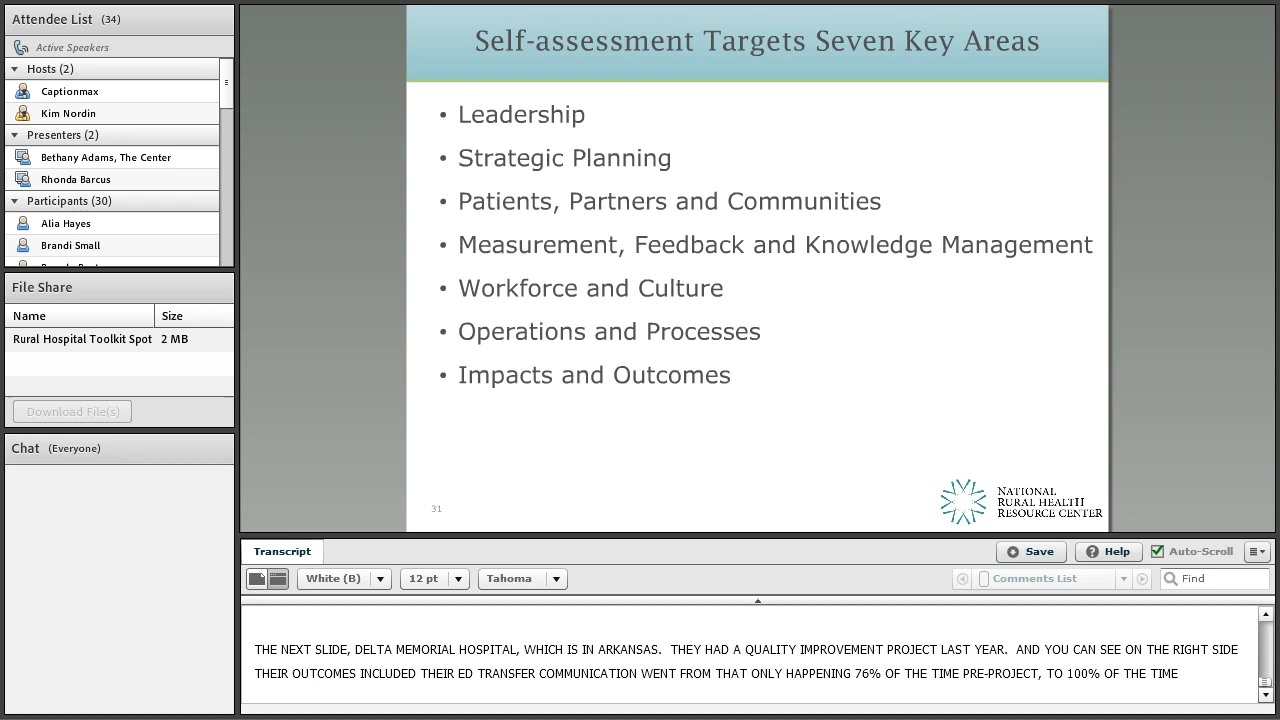 Attendee List (34)
Active Speakers
Hosts (2)
Captionmax
Kim Nordin
Presenters (2)
Bethany Adams, The Center
Rhonda Barcus
Participants (30)
Alia Hayes
Brandi Small
File Share
Name Size
Rural Hospital Toolkit Spot 2 MB
Download File(s)
Chat (Everyone)
Self-assessment Targets Seven Key Areas
• Leadership
• Strategic Planning
• Patients, Partners and Communities
• Measurement, Feedback and Knowledge Management
• Workforce and Culture
• Operations and Processes
• Impacts and Outcomes
31
NATIONAL
RURAL HEALTH
RESOURCE CENTER
Transcript
Save
Help
Auto-Scroll
White (B)
12 pt
Tahoma
Comments List
Find
THE NEXT SLIDE, DELTA MEMORIAL HOSPITAL, WHICH IS IN ARKANSAS.  THEY HAD A QUALITY IMPROVEMENT PROJECT LAST YEAR.  AND YOU CAN SEE ON THE RIGHT SIDE
THEIR OUTCOMES INCLUDED THEIR ED TRANSFER COMMUNICATION WENT FROM THAT ONLY HAPPENING 76% OF THE TIME PRE-PROJECT, TO 100% OF THE TIME